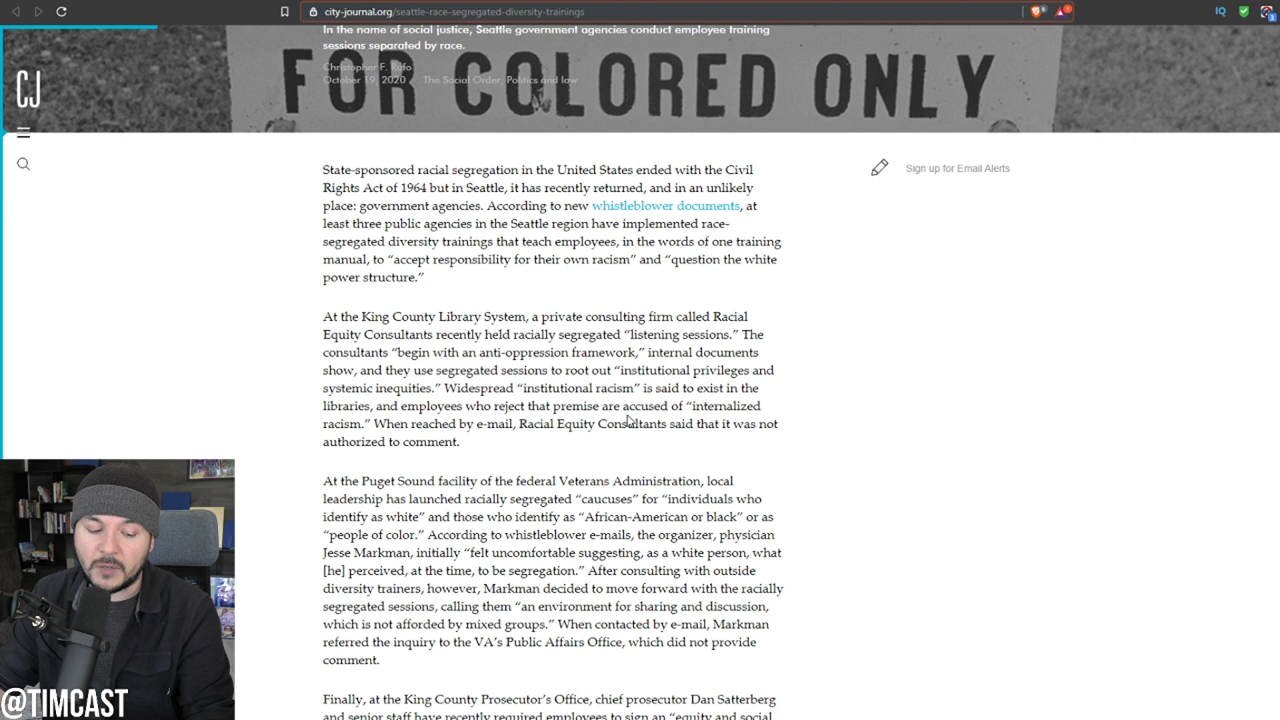 city-journal.org/seattle-race-segregated-diversity-trainings
IQ
In the name of social justice, Seattle government agencies conduct employee training
sessions separated by race.
Christopher F. Rufo
October 19, 2020 The Social Order, Politics and law
FOR COLORED ONLY
CJ
Sign up for Email Alerts
State-sponsored racial segregation in the United States ended with the Civil
Rights Act of 1964 but in Seattle, it has recently returned, and in an unlikely
place: government agencies. According to new whistleblower documents, at
least three public agencies in the Seattle region have implemented race-
segregated diversity trainings that teach employees, in the words of one training
manual, to “accept responsibility for their own racism” and “question the white
power structure.”
At the King County Library System, a private consulting firm called Racial
Equity Consultants recently held racially segregated “listening sessions.” The
consultants “begin with an anti-oppression framework,” internal documents
show, and they use segregated sessions to root out “institutional privileges and
systemic inequities.” Widespread “institutional racism” is said to exist in the
libraries, and employees who reject that premise are accused of “internalized
racism.” When reached by e-mail, Racial Equity Consultants said that it was not
authorized to comment.
At the Puget Sound facility of the federal Veterans Administration, local
leadership has launched racially segregated “caucuses” for “individuals who
identify as white” and those who identify as “African-American or black” or as
“people of color.” According to whistleblower e-mails, the organizer, physician
Jesse Markman, initially “felt uncomfortable suggesting, as a white person, what
[he] perceived, at the time, to be segregation.” After consulting with outside
diversity trainers, however, Markman decided to move forward with the racially
segregated sessions, calling them “an environment for sharing and discussion,
which is not afforded by mixed groups.” When contacted by e-mail, Markman
referred the inquiry to the VA’s Public Affairs Office, which did not provide
comment.
Finally, at the King County Prosecutor’s Office, chief prosecutor Dan Satterberg
and senior staff have recently required employees to sign an “equity and social
@TIMCAST